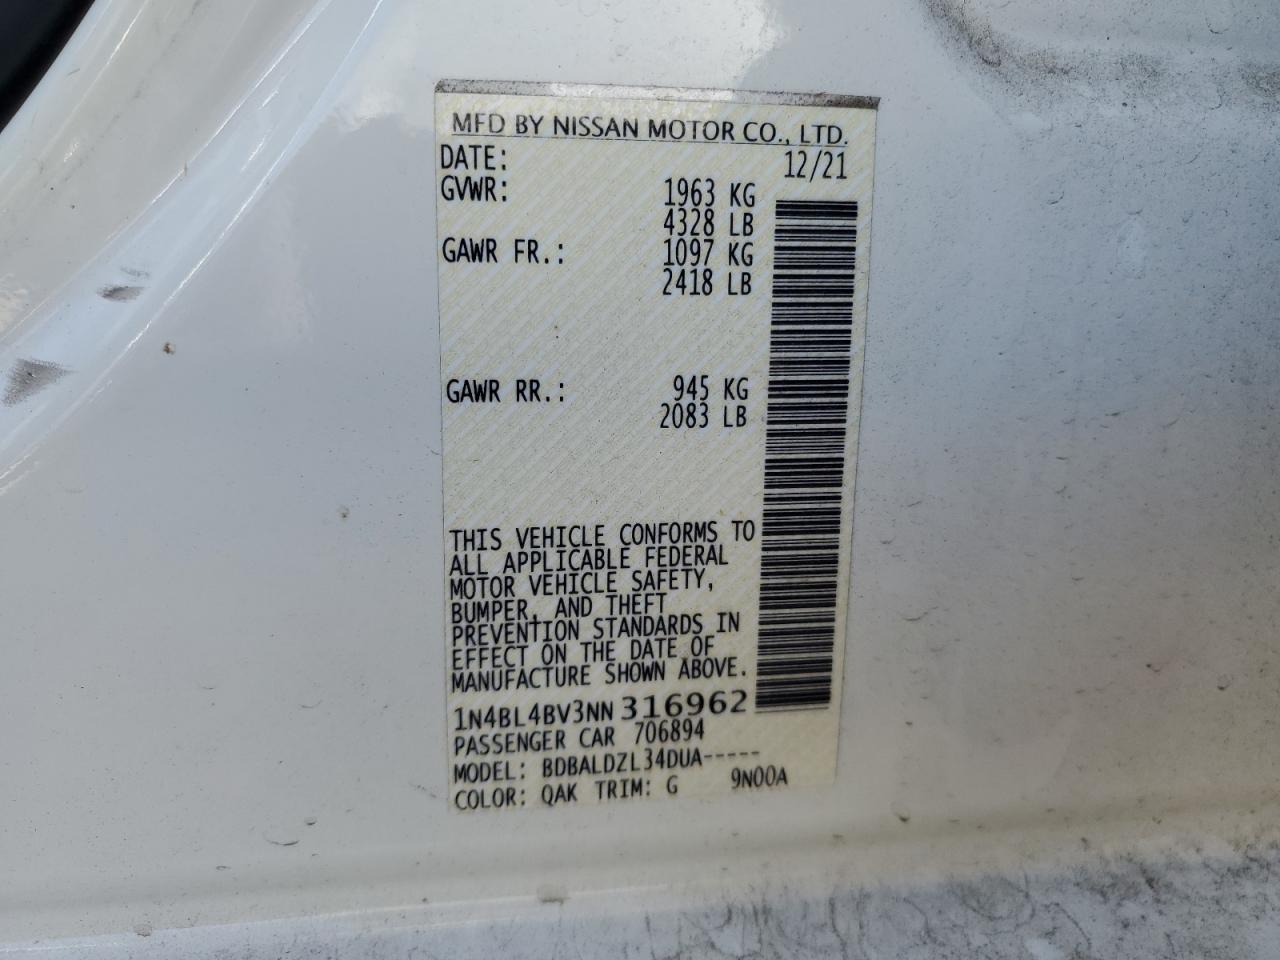 MFD BY NISSAN MOTOR CO., LTD.
DATE: 12/21
GVWR: 1963 KG
4328 LB
GAWR FR.: 1097 KG
2418 LB
GAWR RR.: 945 KG
2083 LB
THIS VEHICLE CONFORMS TO
ALL APPLICABLE FEDERAL
MOTOR VEHICLE SAFETY,
BUMPER, AND THEFT
PREVENTION STANDARDS IN
EFFECT ON THE DATE OF
MANUFACTURE SHOWN ABOVE.
1N4BL4BV3NN316962
PASSENGER CAR 706894
MODEL: BDBALDZL34DUA-----
COLOR: QAK TRIM: G 9N00A